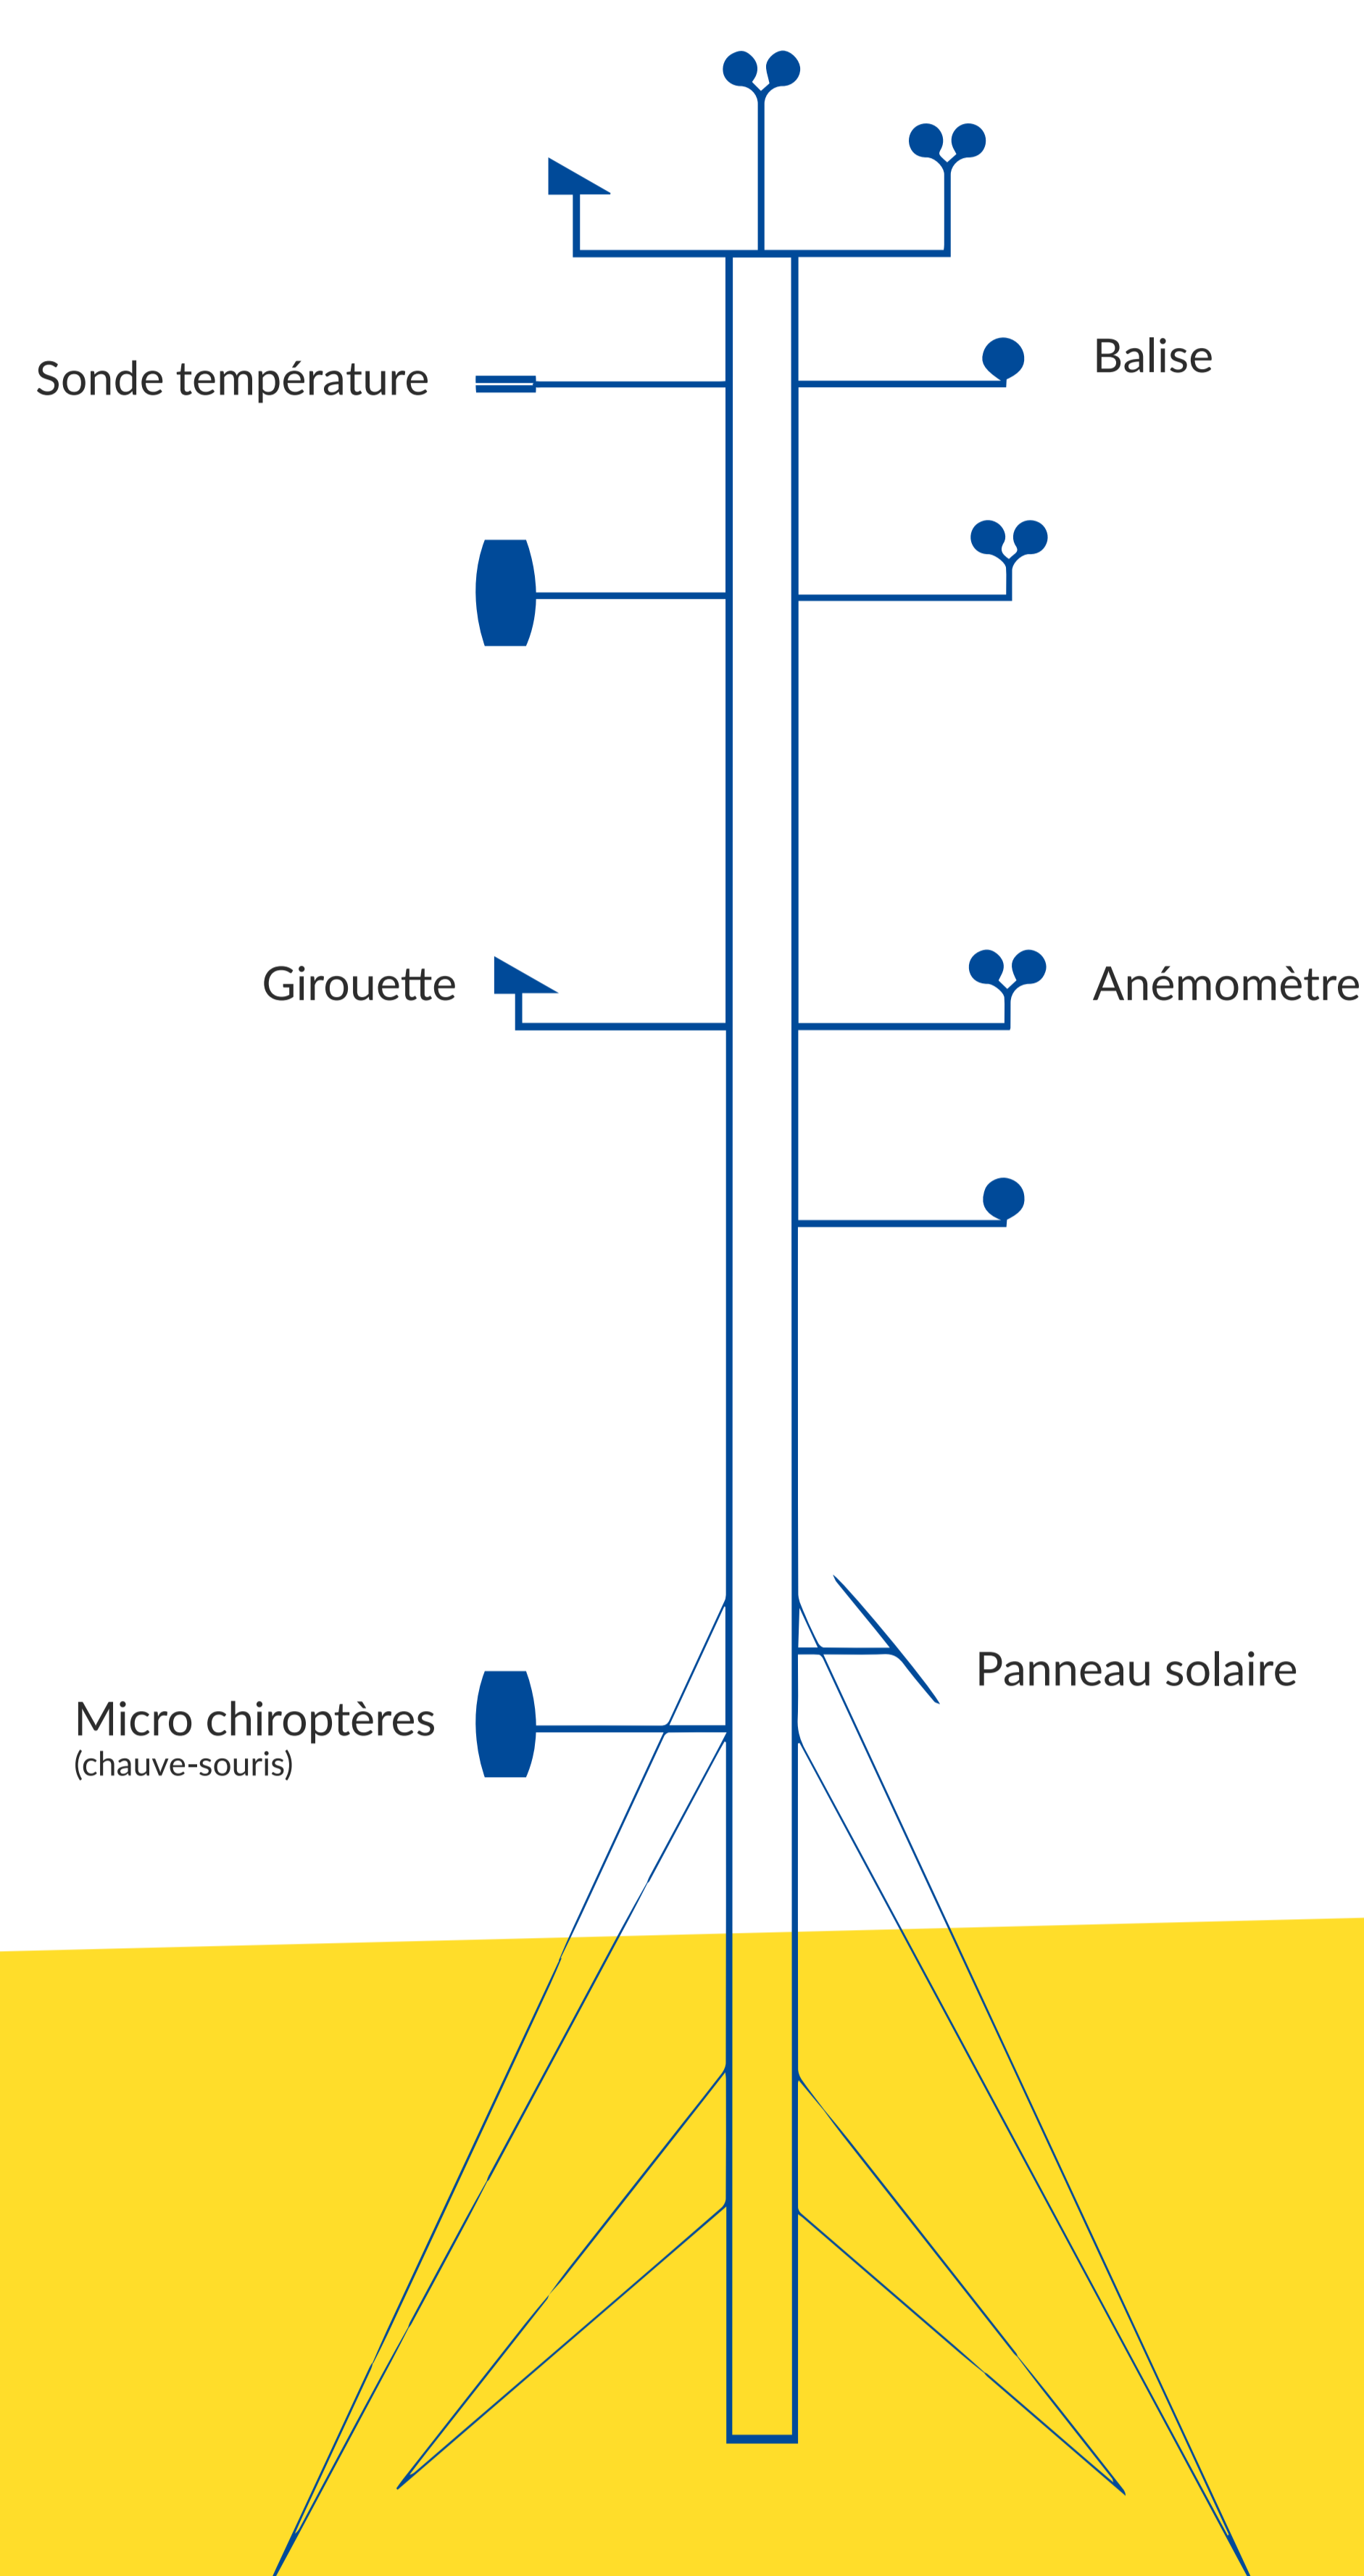 Balise
Sonde température
Girouette
Anémomètre
Panneau solaire
Micro chiroptères
(chauve-souris)